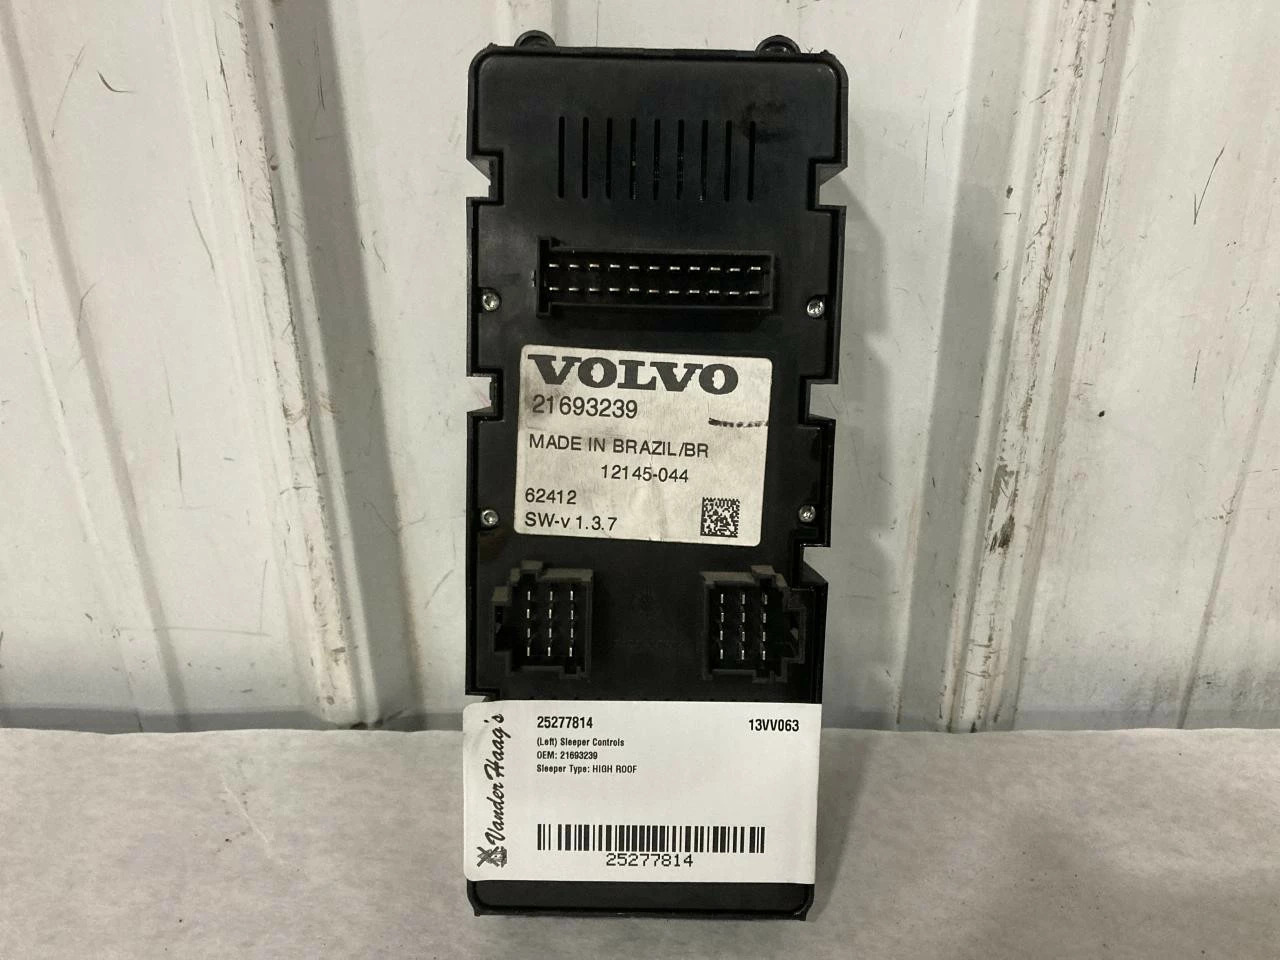 VOLVO
21693239
MADE IN BRAZIL/BR
12145-044
62412
SW-v 1.3.7
Vander Haag's
25277814 13VV063
(Left) Sleeper Controls
OEM: 21693239
Sleeper Type: HIGH ROOF
25277814